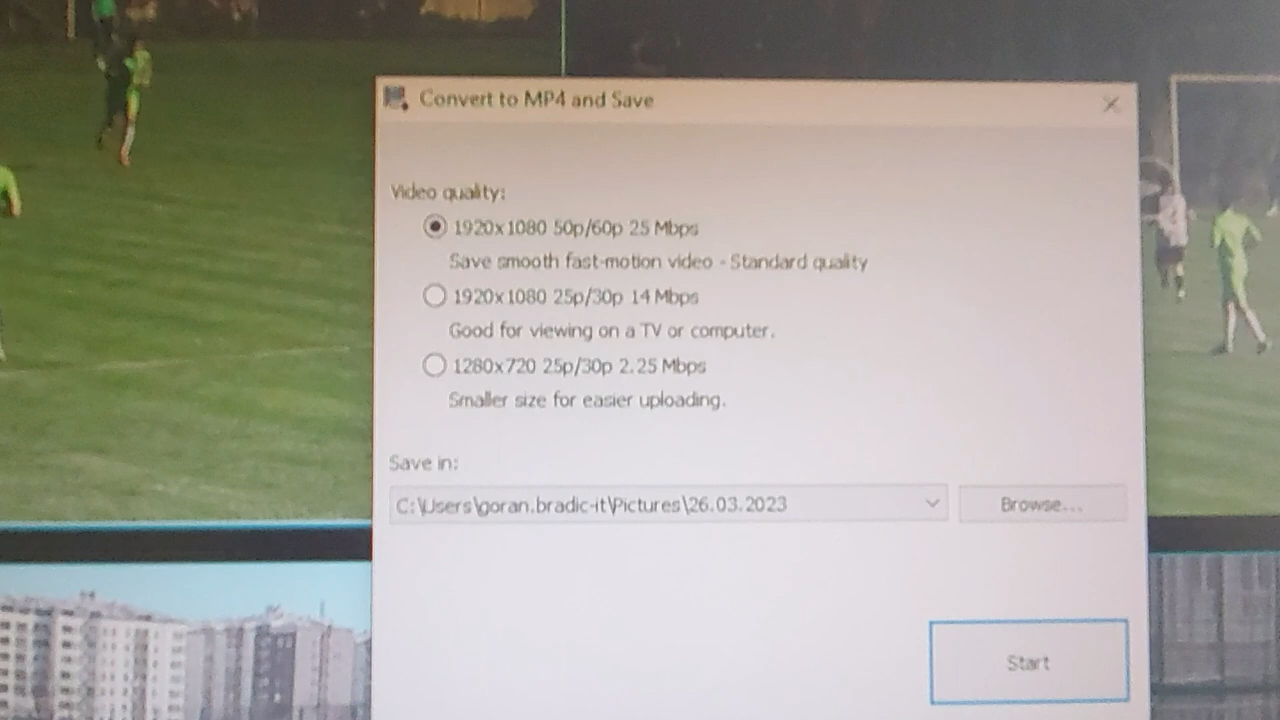 Convert to MP4 and Save
Video quality:
1920x1080 50p/60p 25 Mbps
Save smooth fast-motion video - Standard quality
1920x1080 25p/30p 14 Mbps
Good for viewing on a TV or computer.
1280x720 25p/30p 2.25 Mbps
Smaller size for easier uploading.
Save in:
C:\Users\goran.bradic-it\Pictures\26.03.2023
Browse...
Start